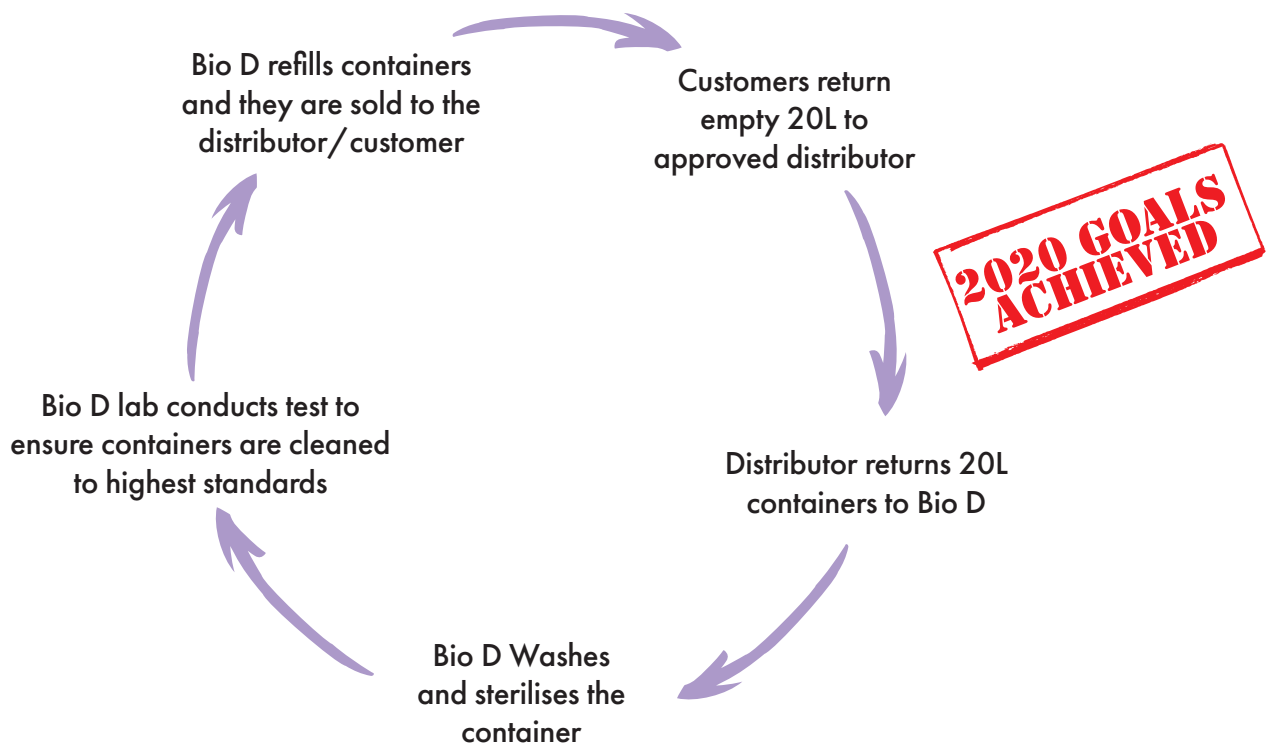 Bio D refills containers
and they are sold to the
distributor/customer
Customers return
empty 20L to
approved distributor
2020 GOALS
ACHIEVED
Distributor returns 20L
containers to Bio D
Bio D Washes
and sterilises the
container
Bio D lab conducts test to
ensure containers are cleaned
to highest standards